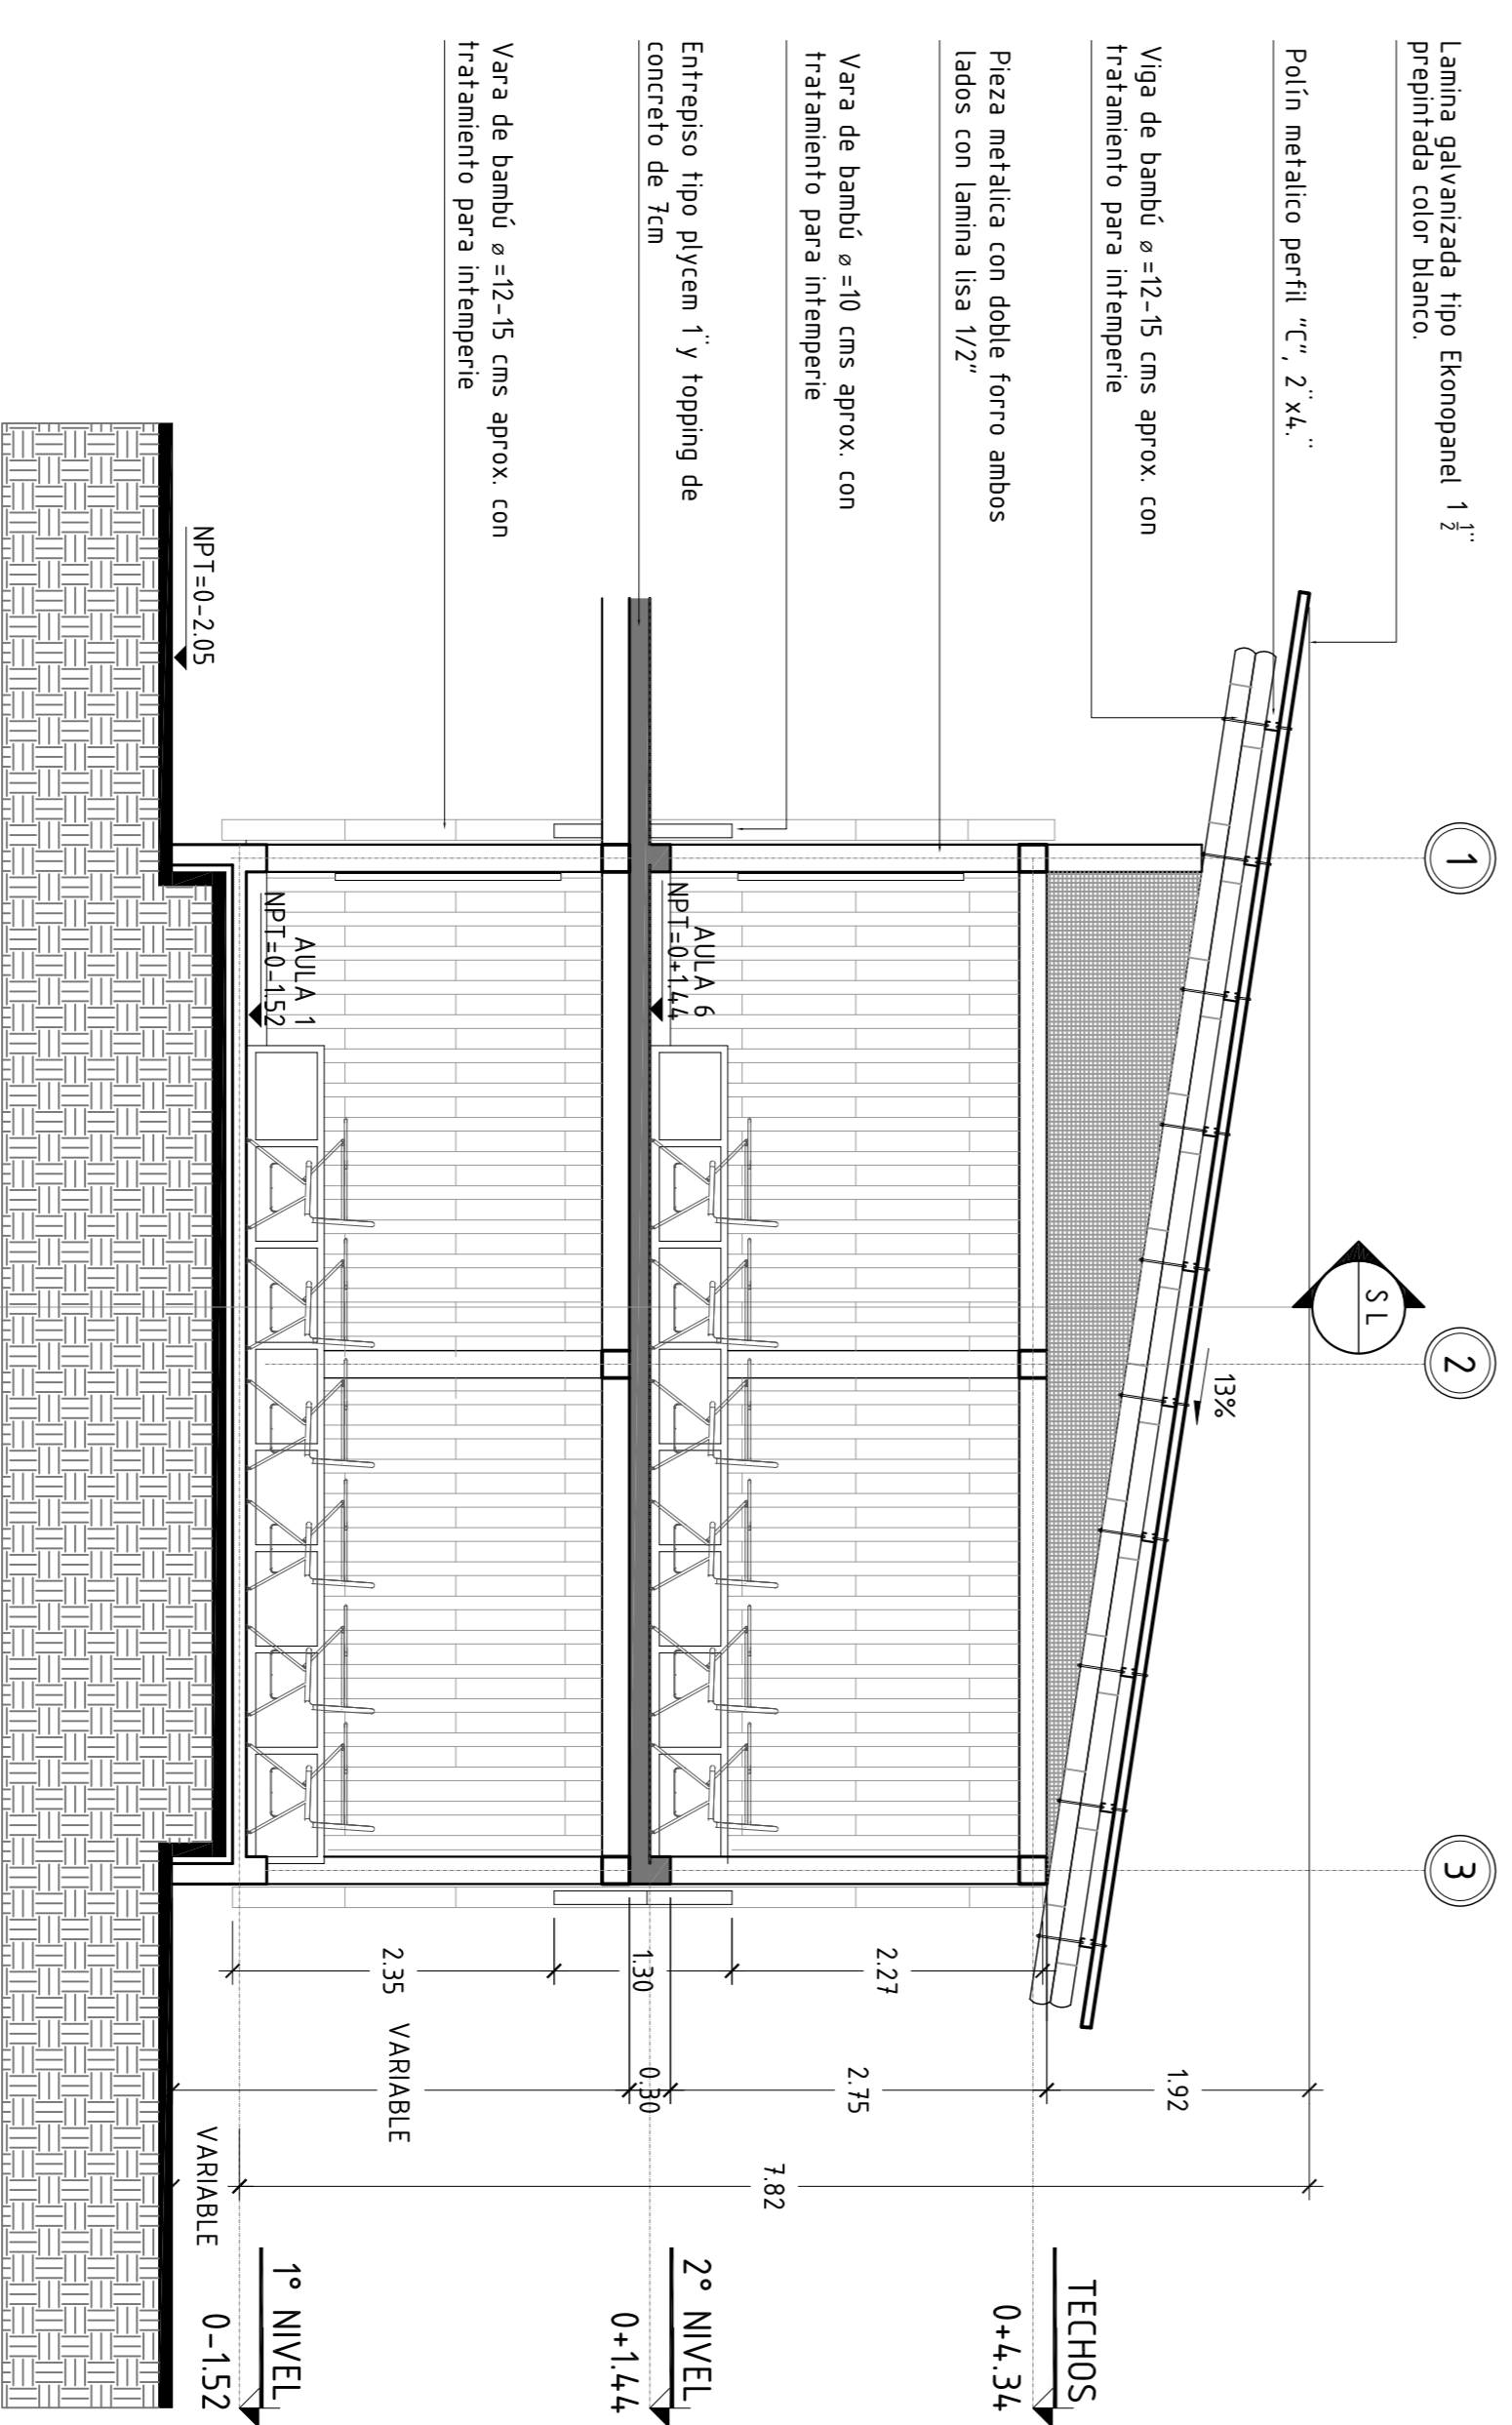 Lamina galvanizada tipo Ekonopanel 1 1/2"
prepintada color blanco.
Polín metalico perfil "C", 2"x4."
Viga de bambú ø=12-15 cms aprox. con
tratamiento para intemperie
Pieza metalica con doble forro ambos
lados con lamina lisa 1/2"
Vara de bambú ø=10 cms aprox. con
tratamiento para intemperie
Entrepiso tipo plycem 1" y topping de
concreto de 7cm
Vara de bambú ø=12-15 cms aprox. con
tratamiento para intemperie
NPT=0-2.05
1
2
3
S L
13%
AULA 6
NPT=0+1.44
AULA 1
NPT=0-1.52
2.27
1.30
2.35
1.92
2.75
0.30
VARIABLE
7.82
VARIABLE
TECHOS
0+4.34
2° NIVEL
0+1.44
1° NIVEL
0-1.52